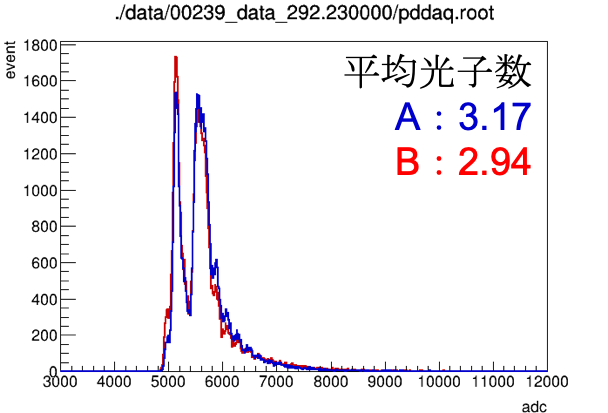 ./data/00239_data_292.230000/pddaq.root
event
平均光子数
A：3.17
B：2.94
1800
1600
1400
1200
1000
800
600
400
200
0
3000 4000 5000 6000 7000 8000 9000 10000 11000 12000
adc